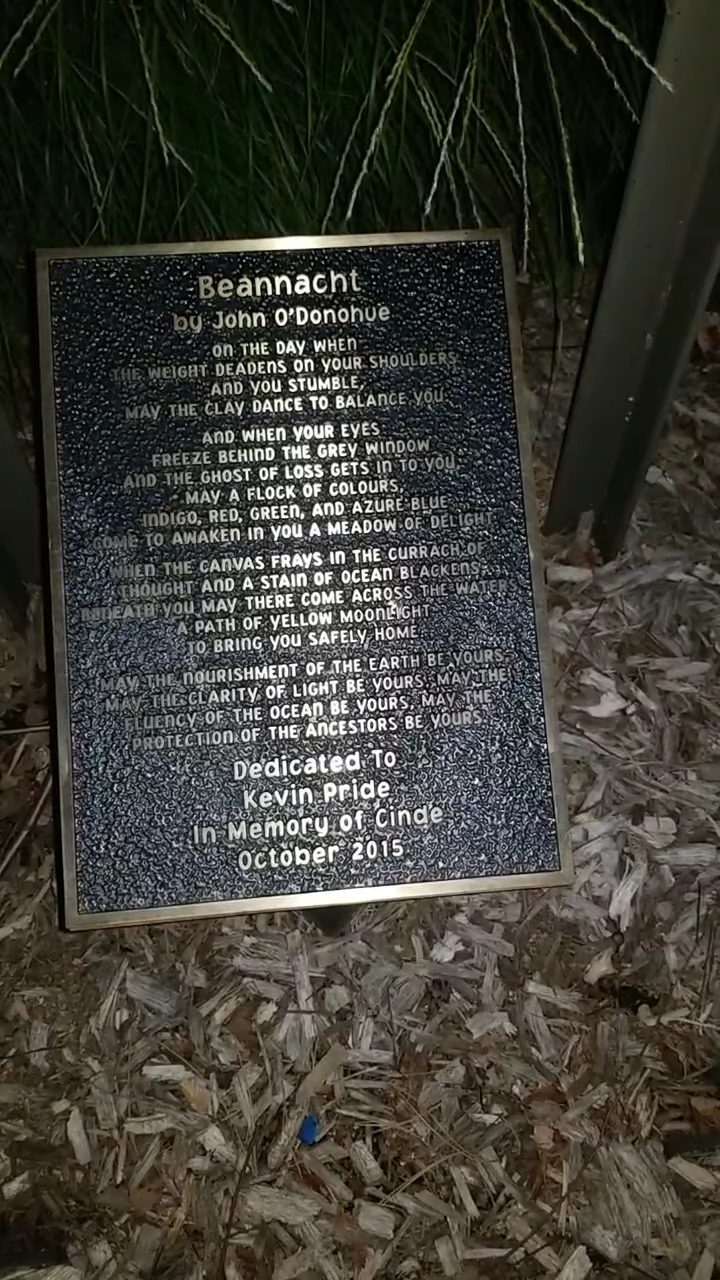 Beannacht
by John O'Donohue
ON THE DAY WHEN
THE WEIGHT DEADENS ON YOUR SHOULDERS
AND YOU STUMBLE,
MAY THE CLAY DANCE TO BALANCE YOU.
AND WHEN YOUR EYES
FREEZE BEHIND THE GREY WINDOW
AND THE GHOST OF LOSS GETS IN TO YOU,
MAY A FLOCK OF COLOURS,
INDIGO, RED, GREEN, AND AZURE BLUE
COME TO AWAKEN IN YOU A MEADOW OF DELIGHT.
WHEN THE CANVAS FRAYS IN THE CURRACH OF
THOUGHT AND A STAIN OF OCEAN BLACKENS
BENEATH YOU MAY THERE COME ACROSS THE WATERS
A PATH OF YELLOW MOONLIGHT
TO BRING YOU SAFELY HOME.
MAY THE NOURISHMENT OF THE EARTH BE YOURS,
MAY THE CLARITY OF LIGHT BE YOURS, MAY THE
FLUENCY OF THE OCEAN BE YOURS, MAY THE
PROTECTION OF THE ANCESTORS BE YOURS.
Dedicated To
Kevin Pride
In Memory of Cinde
October 2015